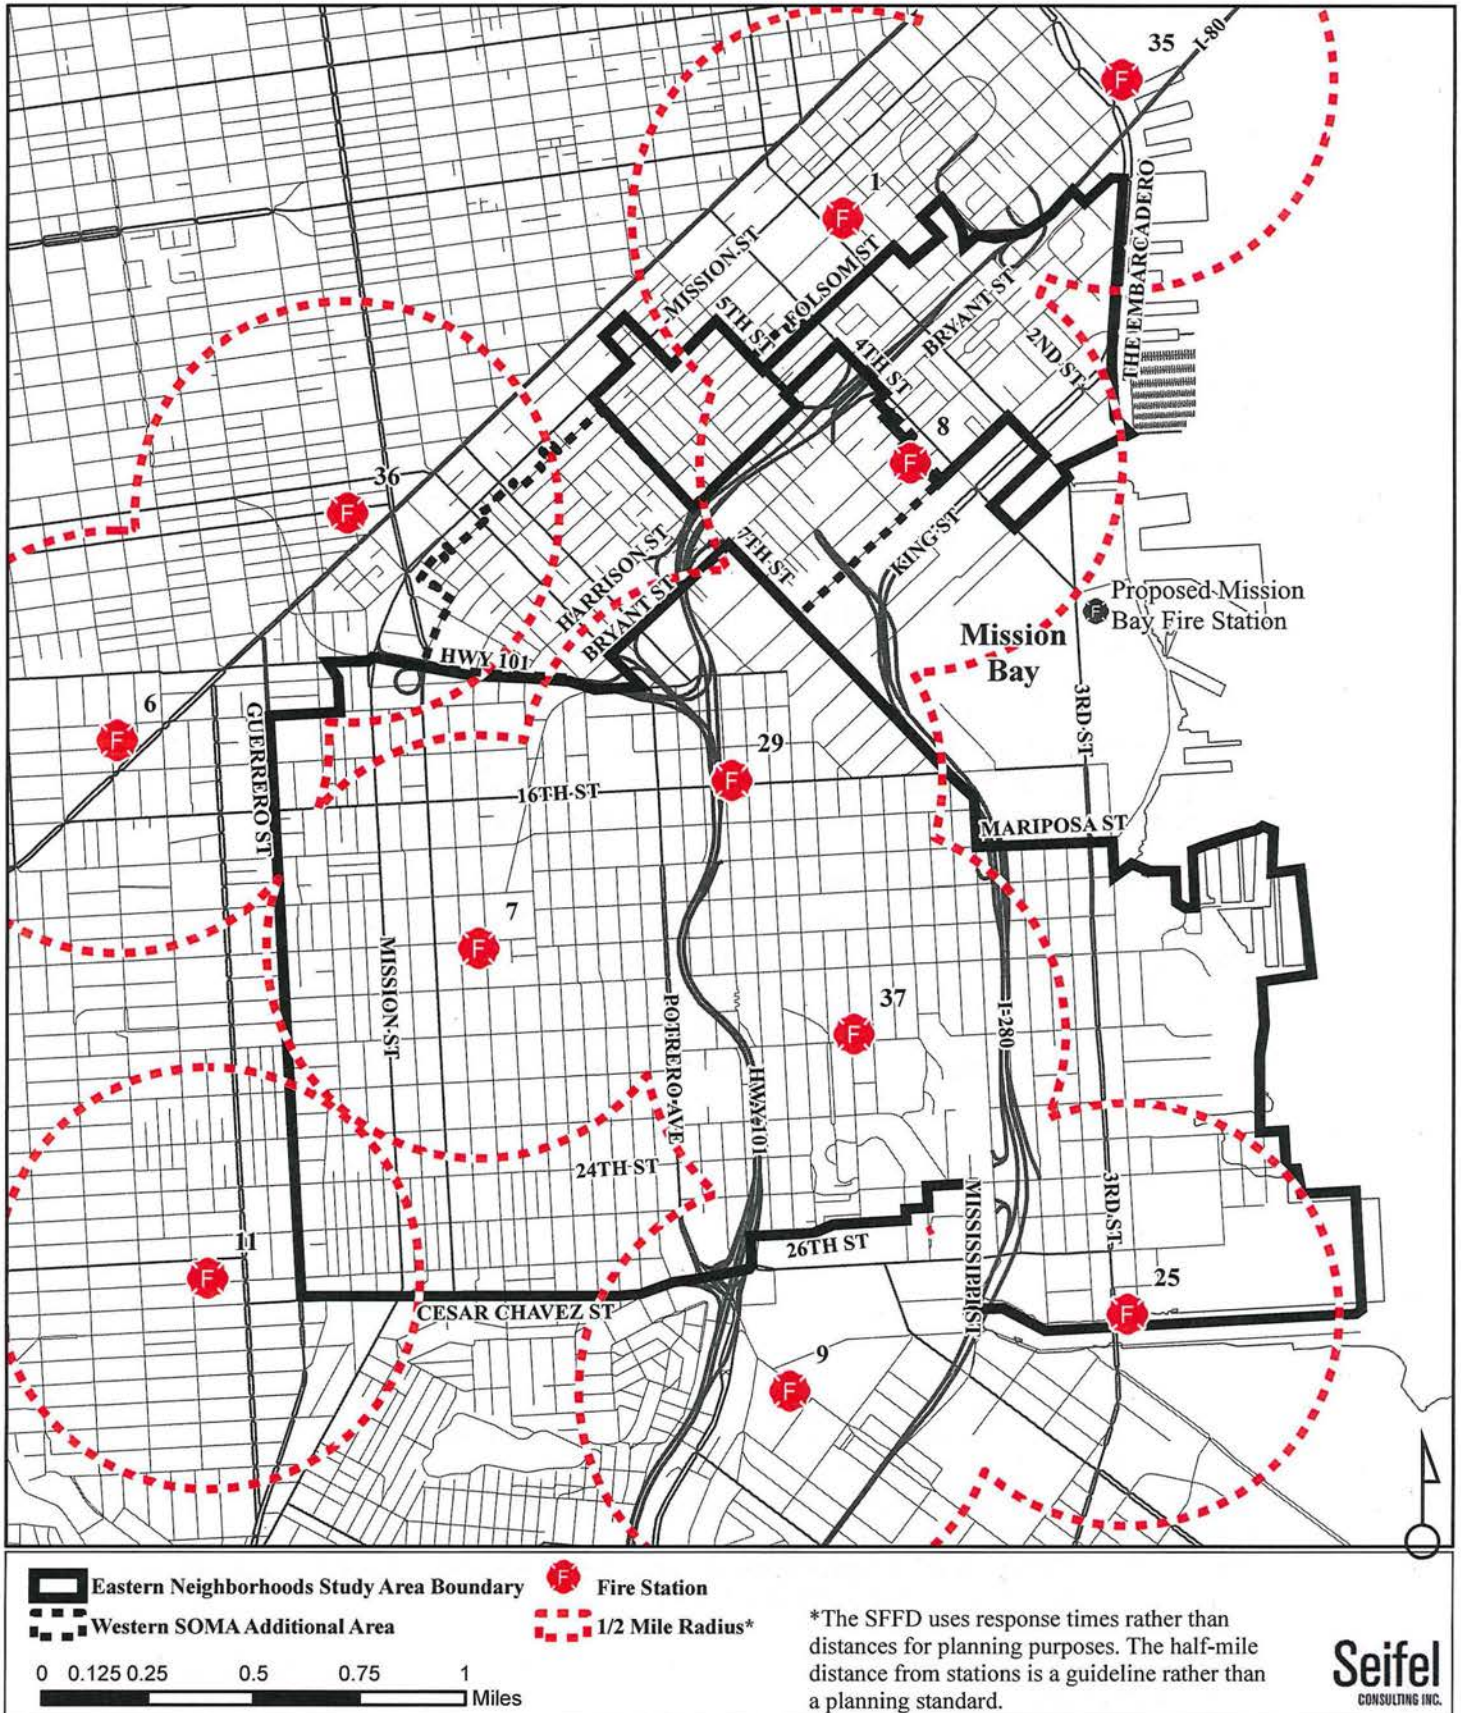 35
I-80
1
THE EMBARCADERO
MISSION ST
FOLSOM ST
5TH ST
BRYANT ST
2ND ST
4TH ST
8
36
HARRISON ST
7TH ST
KING ST
BRYANT ST
Proposed Mission
Bay Fire Station
Mission
Bay
HWY 101
6
GUERRERO ST
3RD ST
29
16TH ST
MARIPOSA ST
7
MISSION ST
37
POTRERO AVE
I-280
HWY 101
24TH ST
3RD ST
MISSISSIPPI ST
11
26TH ST
25
CESAR CHAVEZ ST
9
F
F
F
F
F
F
F
F
F
F
F
F
Eastern Neighborhoods Study Area Boundary
F
Fire Station
Western SOMA Additional Area
1/2 Mile Radius*
0 0.125 0.25 0.5 0.75 1
Miles
*The SFFD uses response times rather than
distances for planning purposes. The half-mile
distance from stations is a guideline rather than
a planning standard.
Seifel
CONSULTING INC.